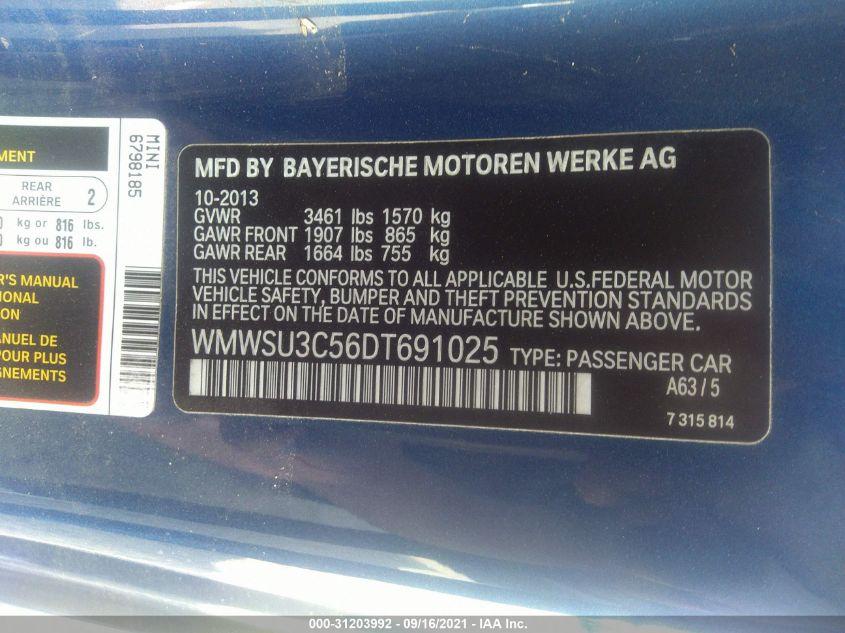 MENT
REAR
ARRIÈRE 2
kg or 816 lbs.
kg ou 816 lb.
R'S MANUAL
IONAL
ON
ANUEL DE
POUR PLUS
GNEMENTS
MINI
6798185
MFD BY BAYERISCHE MOTOREN WERKE AG
10-2013
GVWR 3461 lbs 1570 kg
GAWR FRONT 1907 lbs 865 kg
GAWR REAR 1664 lbs 755 kg
THIS VEHICLE CONFORMS TO ALL APPLICABLE U.S.FEDERAL MOTOR
VEHICLE SAFETY, BUMPER AND THEFT PREVENTION STANDARDS
IN EFFECT ON THE DATE OF MANUFACTURE SHOWN ABOVE.
WMWSU3C56DT691025 TYPE: PASSENGER CAR
A63 / 5
7 315 814
000-31203992 - 09/16/2021 - IAA Inc.